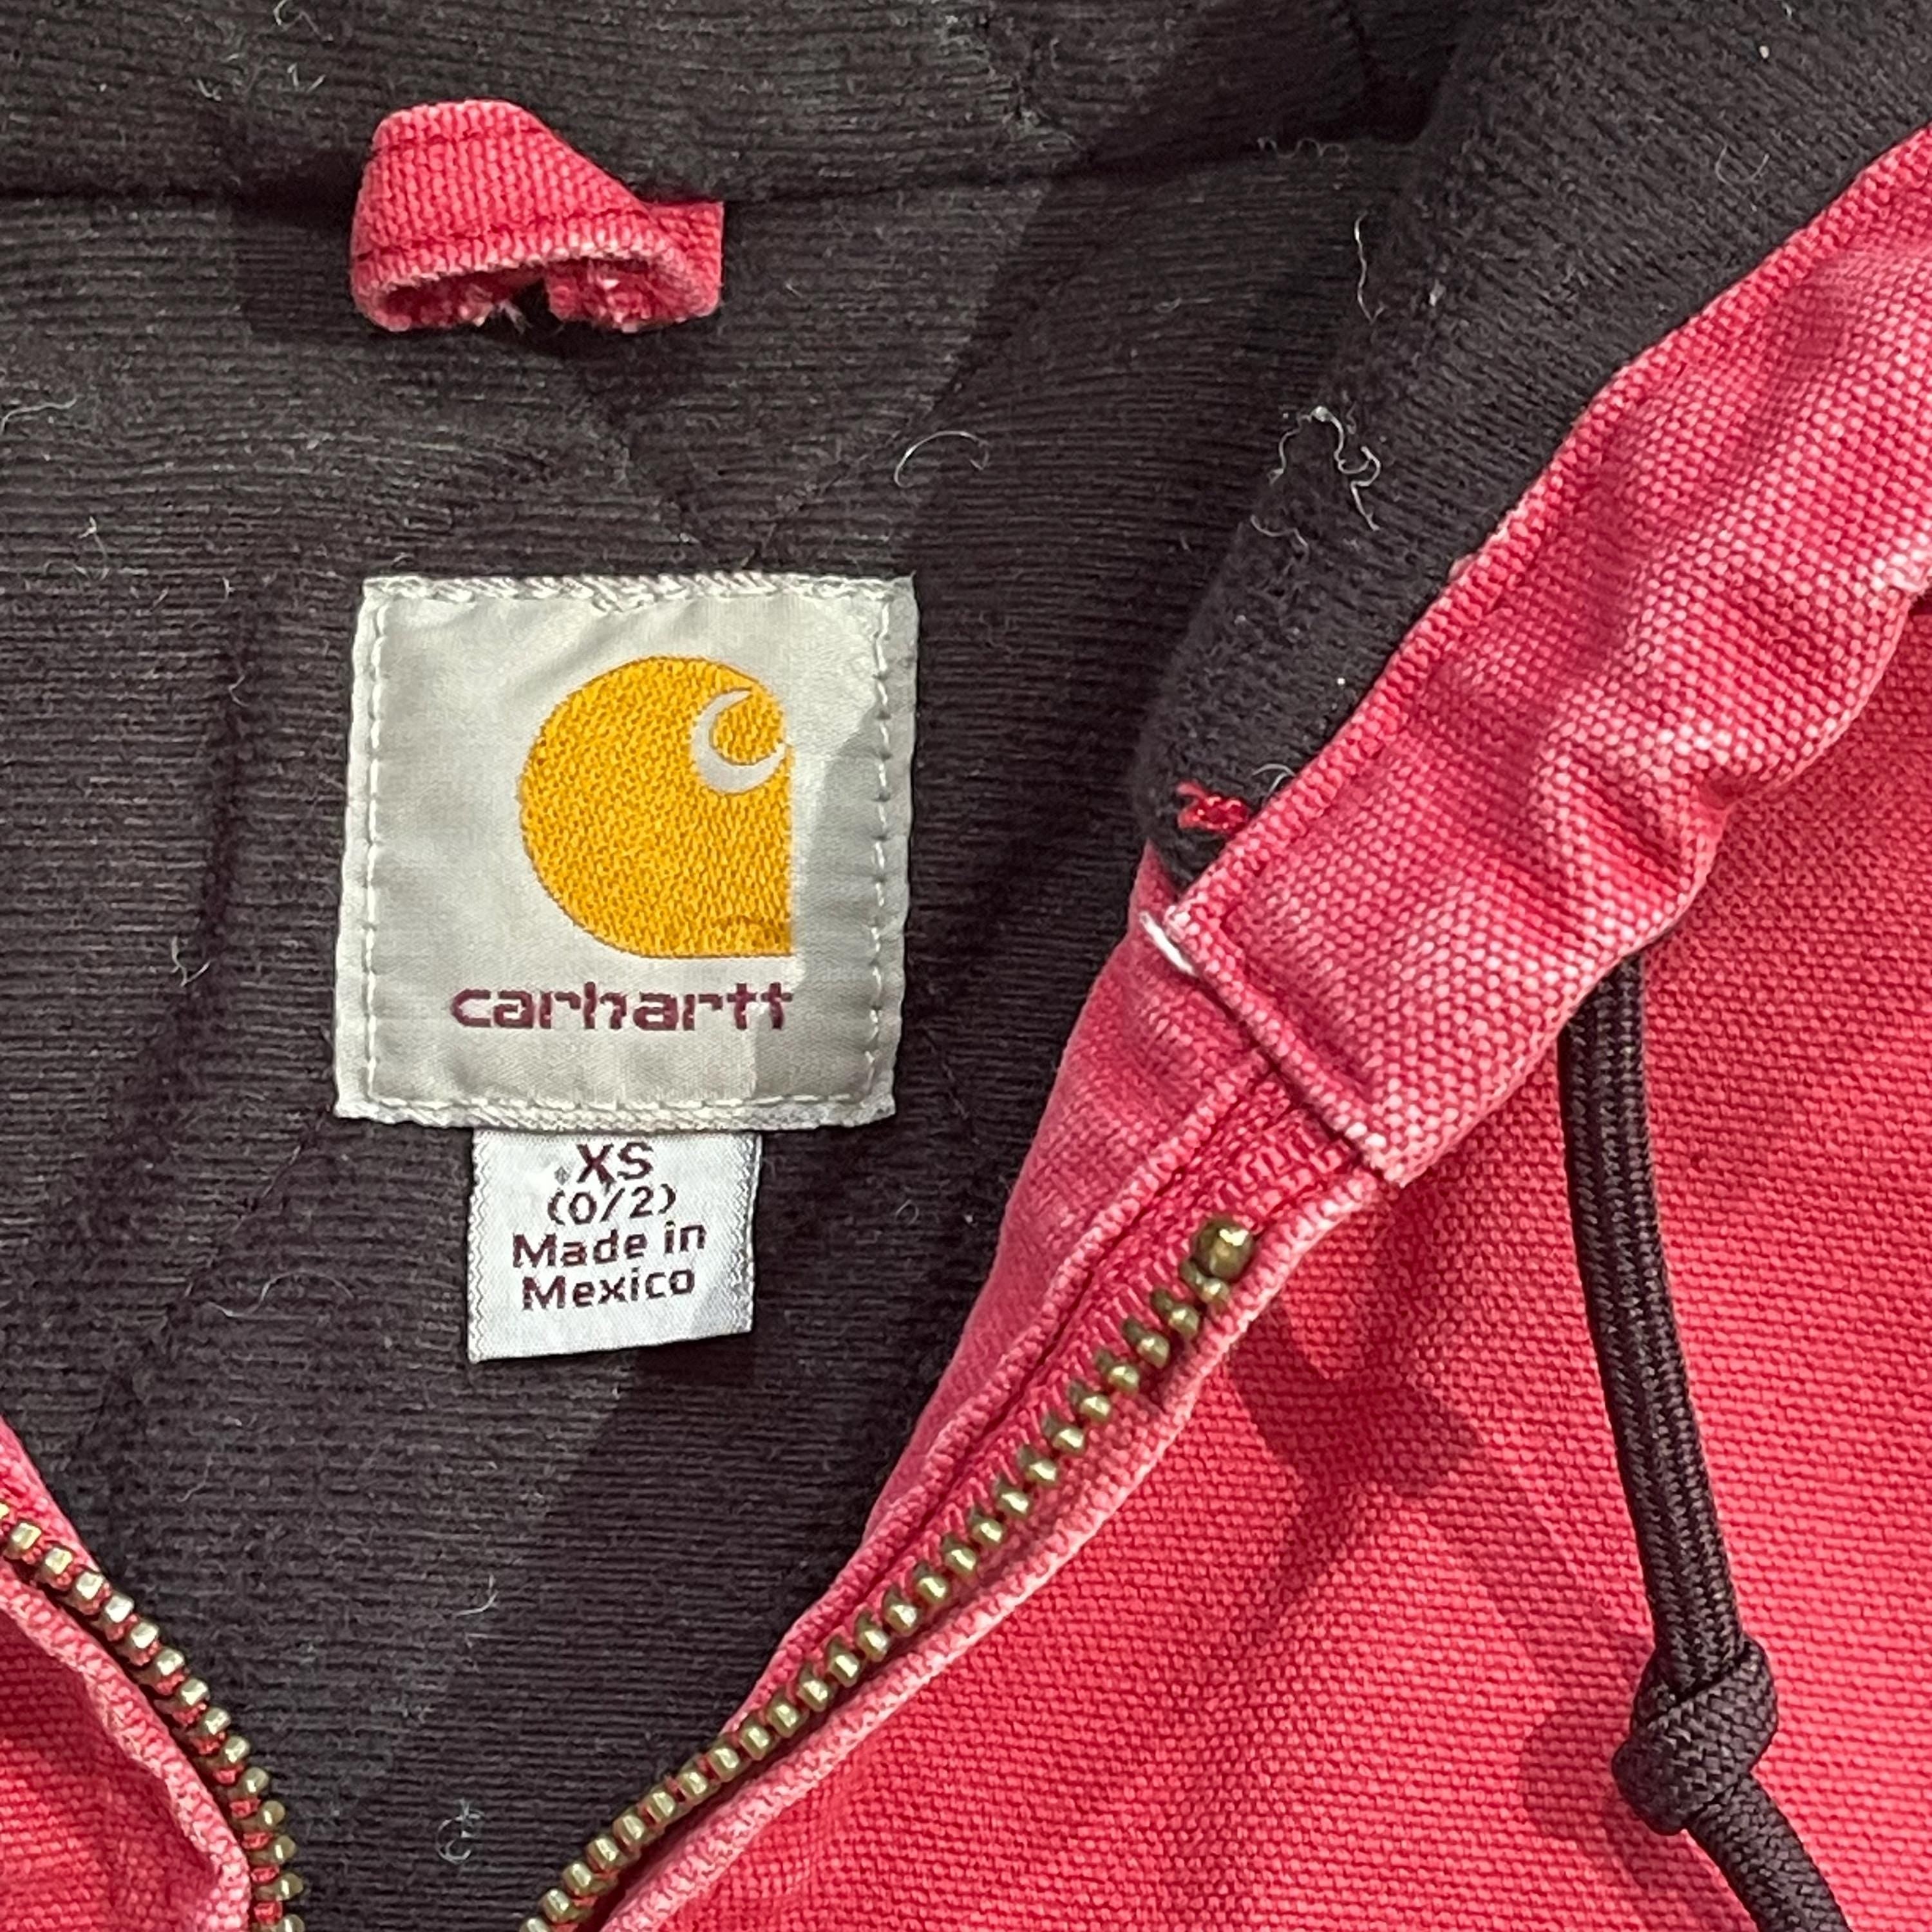 carhartt
XS
(0/2)
Made in
Mexico